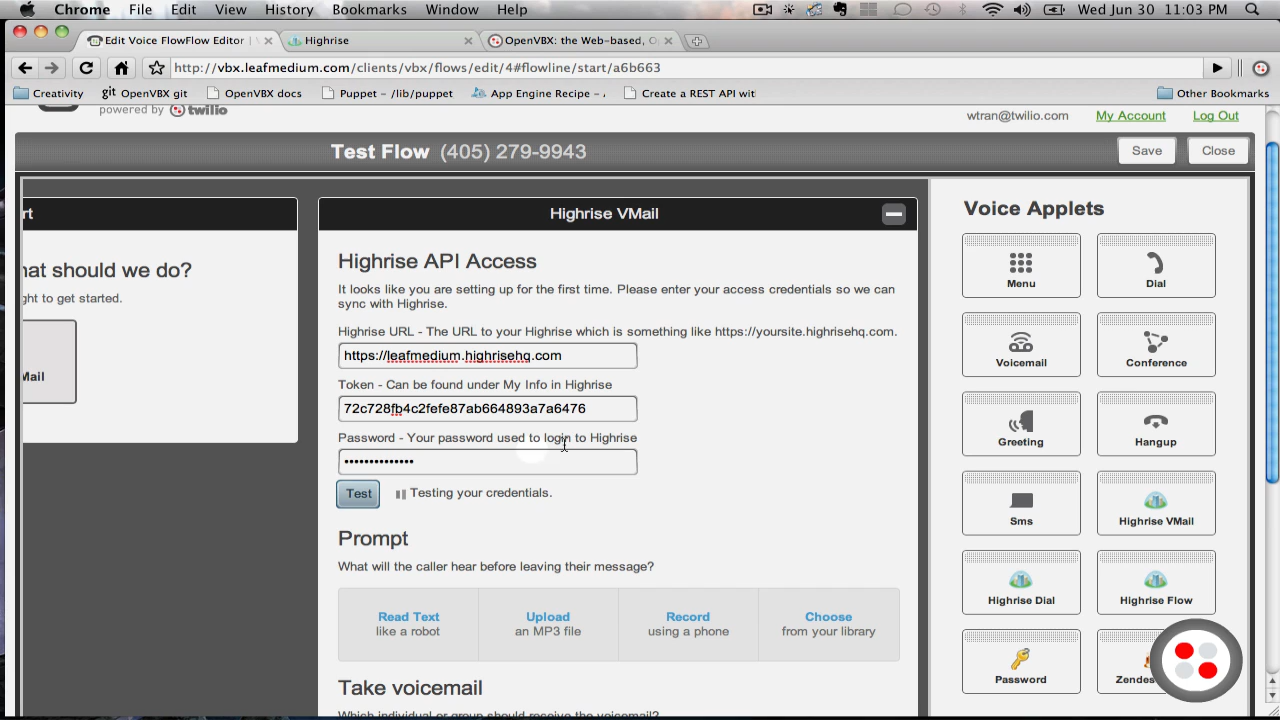 Chrome File Edit View History Bookmarks Window Help Wed Jun 30 11:03 PM
Edit Voice FlowFlow Editor | Highrise OpenVBX: the Web-based, O
http://vbx.leafmedium.com/clients/vbx/flows/edit/4#flowline/start/a6b663
Creativity git OpenVBX git OpenVBX docs Puppet - /lib/puppet App Engine Recipe - Create a REST API wit Other Bookmarks
powered by twilio
wtran@twilio.com My Account Log Out
Test Flow (405) 279-9943 Save Close
rt
Highrise VMail
Voice Applets
hat should we do?
ght to get started.
Mail
Highrise API Access
It looks like you are setting up for the first time. Please enter your access credentials so we can
sync with Highrise.
Highrise URL - The URL to your Highrise which is something like https://yoursite.highrisehq.com.
https://leafmedium.highrisehq.com
Token - Can be found under My Info in Highrise
72c728fb4c2fefe87ab664893a7a6476
Password - Your password used to login to Highrise
••••••••••••••
Test Testing your credentials.
Prompt
What will the caller hear before leaving their message?
Read Text Upload Record Choose
like a robot an MP3 file using a phone from your library
Take voicemail
Which individual or group should receive the voicemail?
Menu Dial
Voicemail Conference
Greeting Hangup
Sms Highrise VMail
Highrise Dial Highrise Flow
Password Zendes